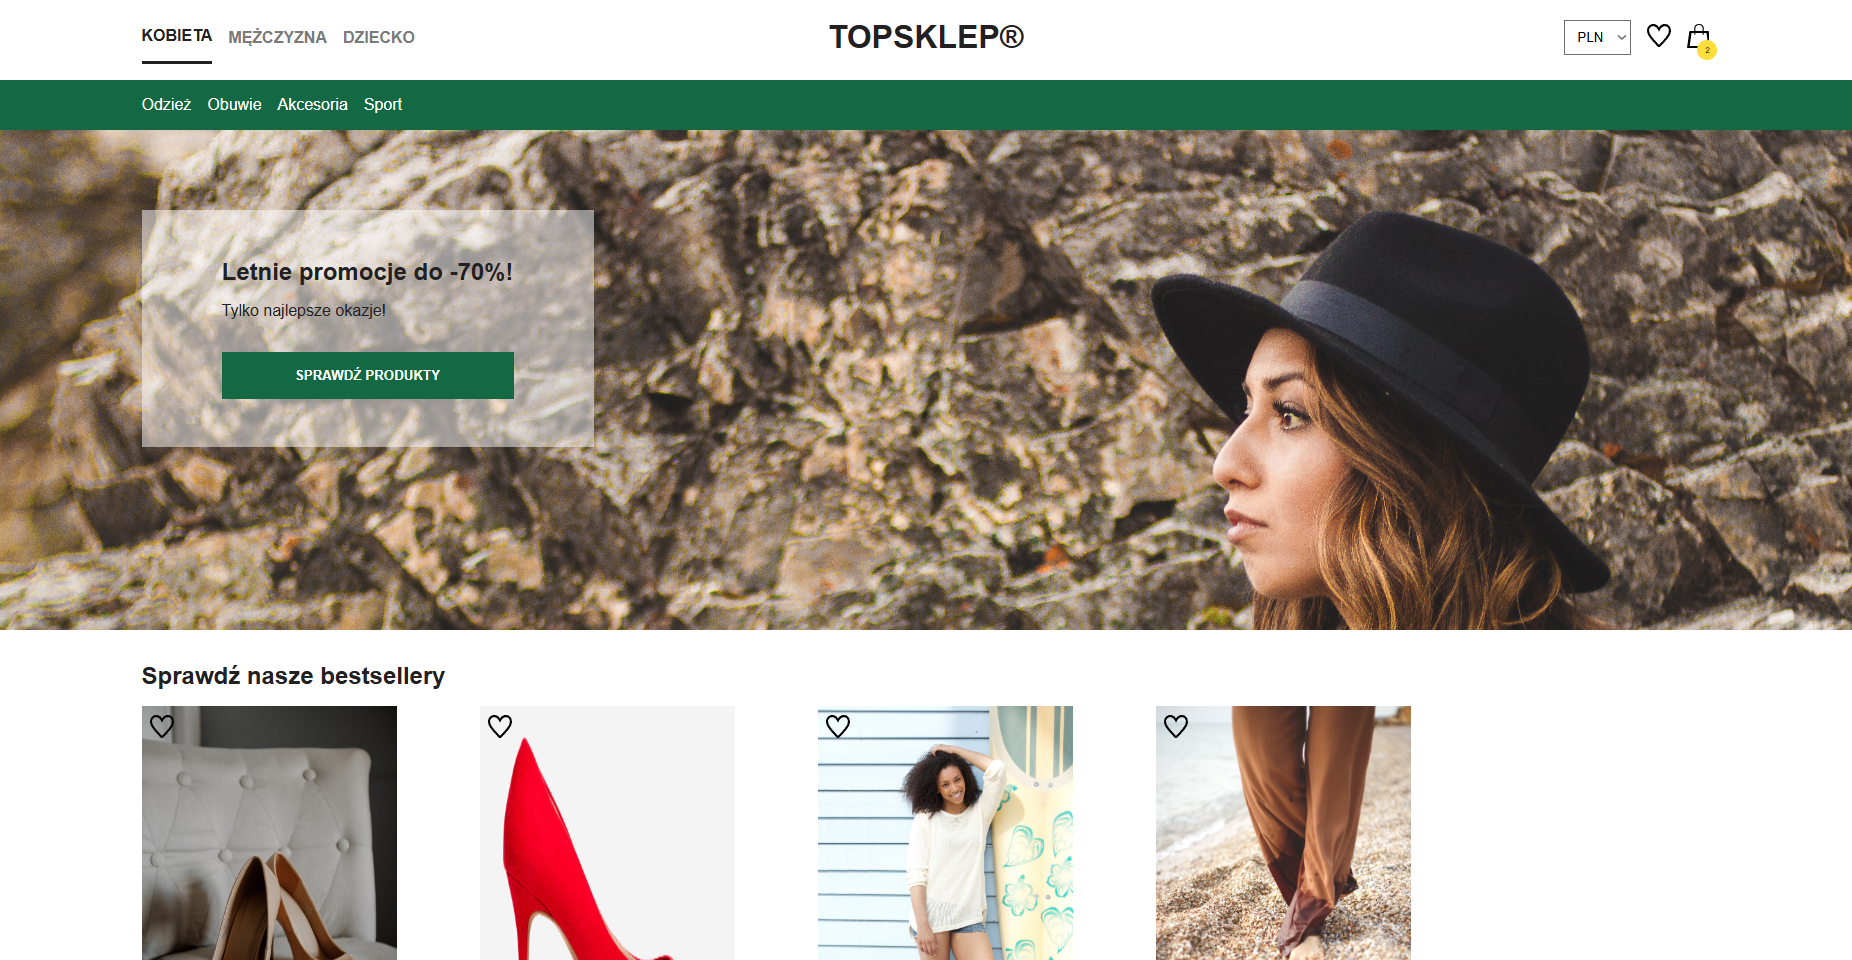 KOBIETA MĘŻCZYZNA DZIECKO TOPSKLEP® PLN 2
Odzież Obuwie Akcesoria Sport
Letnie promocje do -70%!
Tylko najlepsze okazje!
SPRAWDŹ PRODUKTY
Sprawdź nasze bestsellery